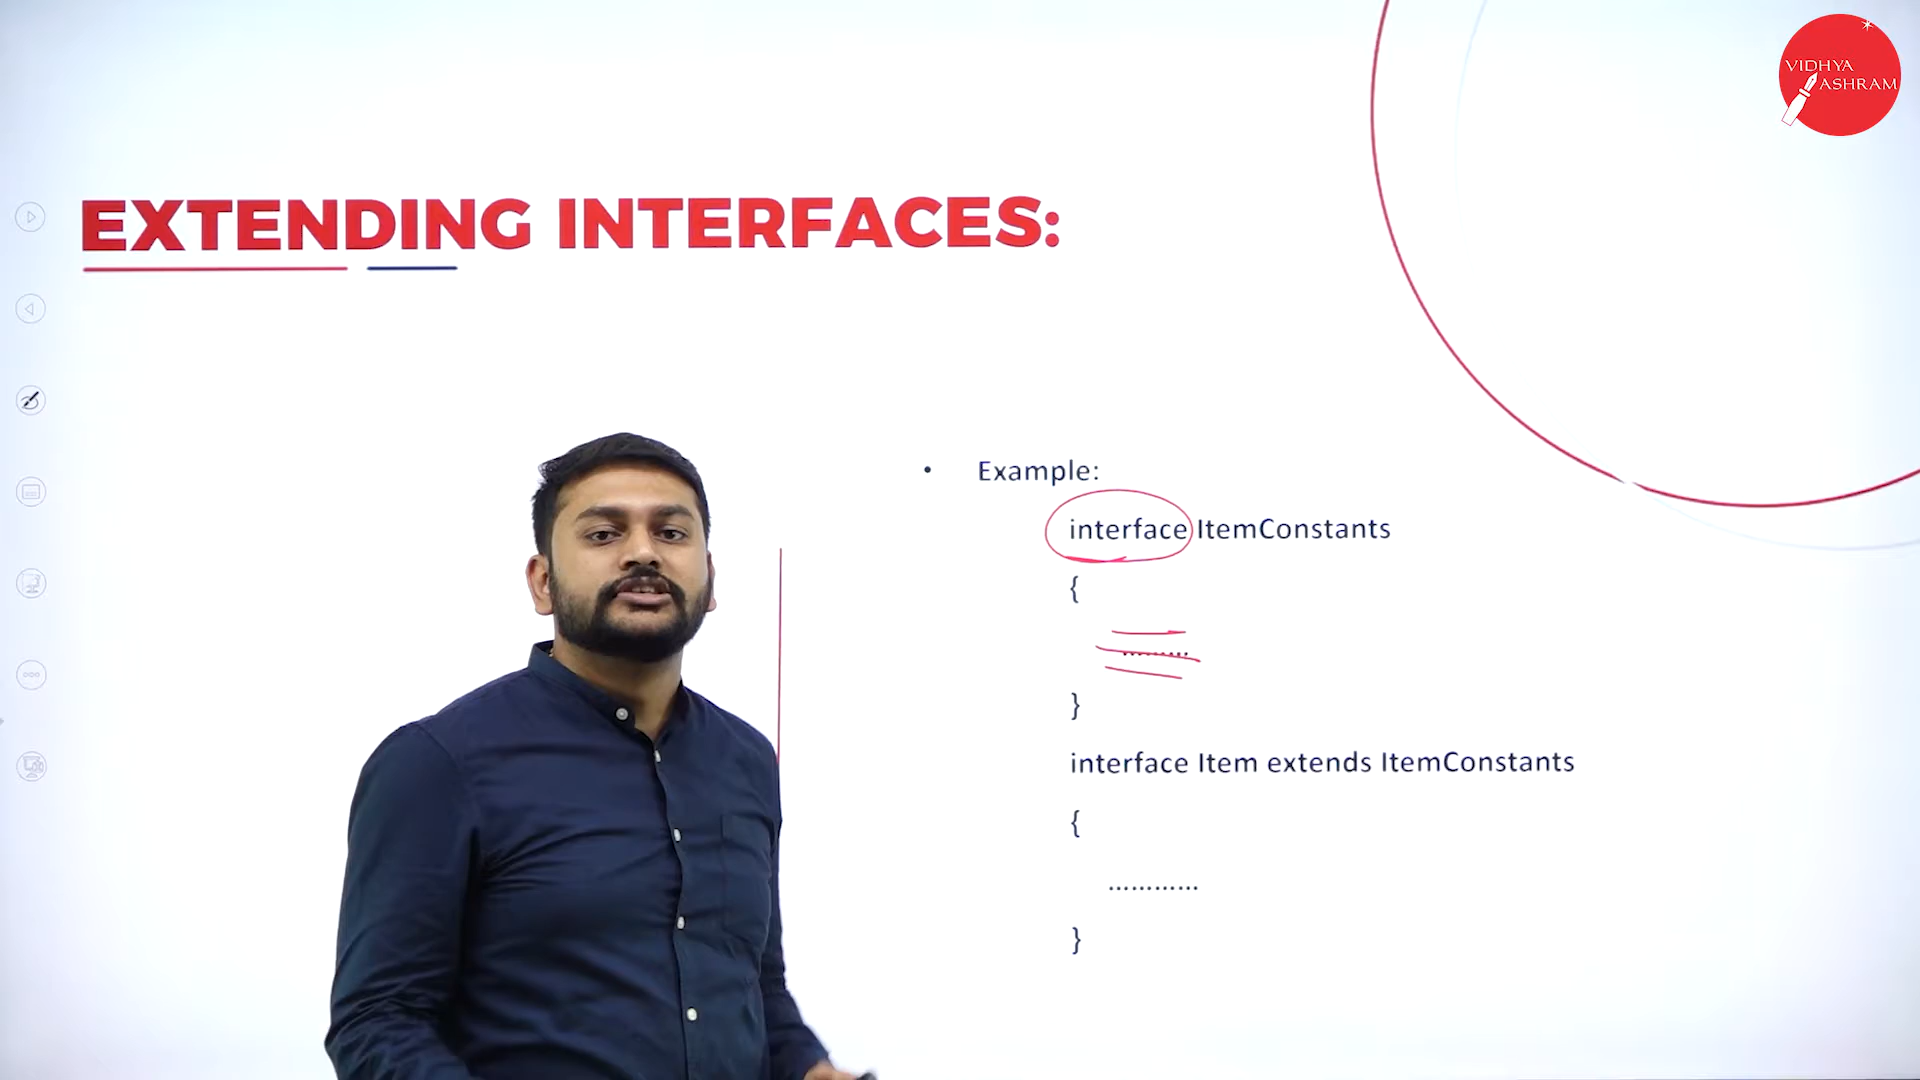 VIDHYA
ASHRAM
EXTENDING INTERFACES:
• Example:
interface ItemConstants
{
.........
}
interface Item extends ItemConstants
{
............
}